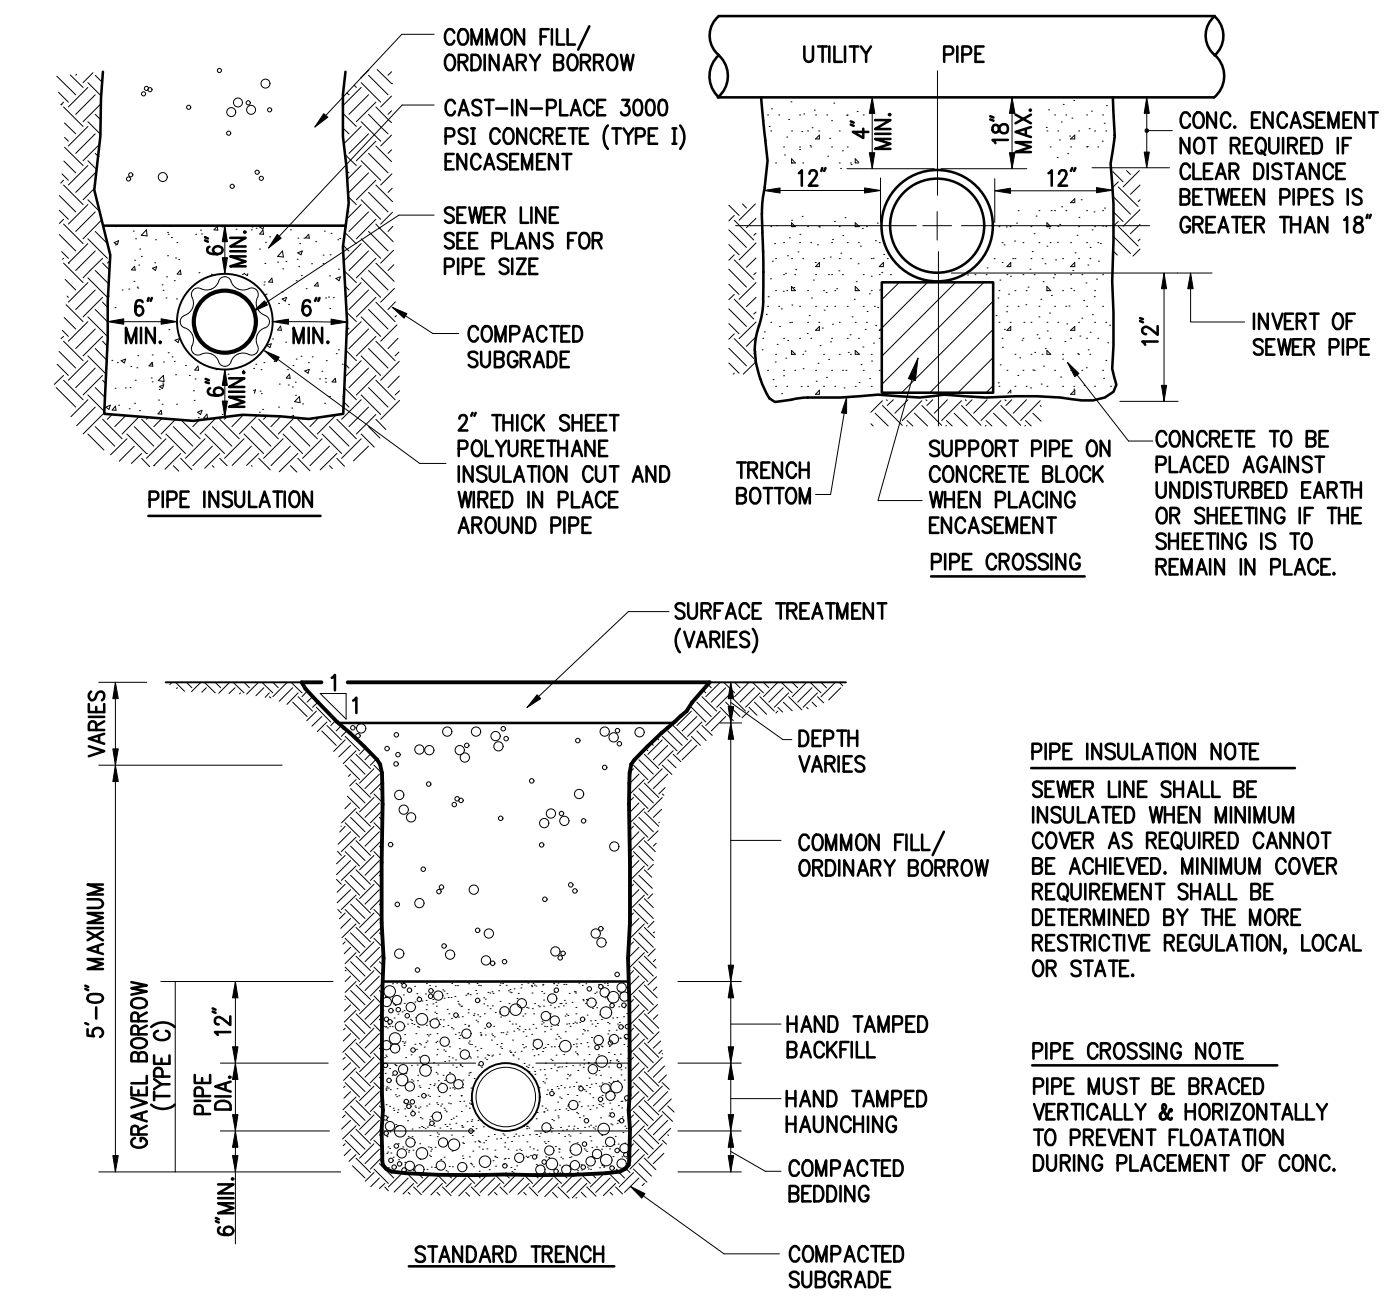 COMMON FILL/
ORDINARY BORROW
CAST-IN-PLACE 3000
PSI CONCRETE (TYPE I)
ENCASEMENT
SEWER LINE
SEE PLANS FOR
PIPE SIZE
6"
MIN.
6"
MIN.
6"
MIN.
6"
MIN.
COMPACTED
SUBGRADE
2" THICK SHEET
POLYURETHANE
INSULATION CUT AND
WIRED IN PLACE
AROUND PIPE
PIPE INSULATION
UTILITY PIPE
4"
MIN.
18"
MAX.
12"
12"
CONC. ENCASEMENT
NOT REQUIRED IF
CLEAR DISTANCE
BETWEEN PIPES IS
GREATER THAN 18"
12"
INVERT OF
SEWER PIPE
TRENCH
BOTTOM
SUPPORT PIPE ON
CONCRETE BLOCK
WHEN PLACING
ENCASEMENT
CONCRETE TO BE
PLACED AGAINST
UNDISTURBED EARTH
OR SHEETING IF THE
SHEETING IS TO
REMAIN IN PLACE.
PIPE CROSSING
SURFACE TREATMENT
(VARIES)
1
1
VARIES
5'-0" MAXIMUM
GRAVEL BORROW
(TYPE C)
12"
PIPE
DIA.
6"MIN.
DEPTH
VARIES
COMMON FILL/
ORDINARY BORROW
HAND TAMPED
BACKFILL
HAND TAMPED
HAUNCHING
COMPACTED
BEDDING
COMPACTED
SUBGRADE
STANDARD TRENCH
PIPE INSULATION NOTE
SEWER LINE SHALL BE
INSULATED WHEN MINIMUM
COVER AS REQUIRED CANNOT
BE ACHIEVED. MINIMUM COVER
REQUIREMENT SHALL BE
DETERMINED BY THE MORE
RESTRICTIVE REGULATION, LOCAL
OR STATE.
PIPE CROSSING NOTE
PIPE MUST BE BRACED
VERTICALLY & HORIZONTALLY
TO PREVENT FLOATATION
DURING PLACEMENT OF CONC.